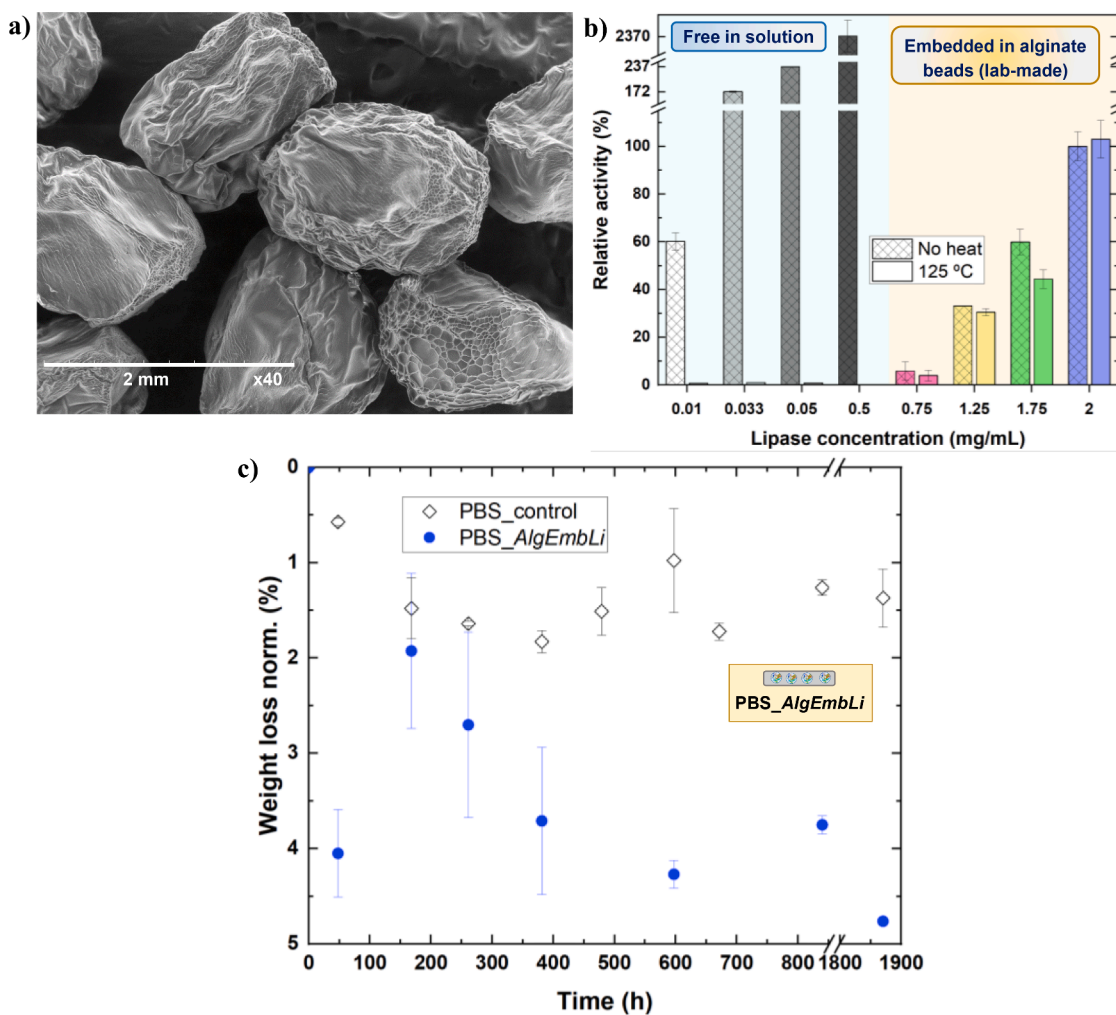 a)
2 mm x40
b)
Free in solution
Embedded in alginate
beads (lab-made)
2370
237
172
100
80
60
40
20
0
Relative activity (%)
No heat
125 ºC
0.01 0.033 0.05 0.5 0.75 1.25 1.75 2
Lipase concentration (mg/mL)
c)
0
1
2
3
4
5
Weight loss norm. (%)
PBS_control
PBS_AlgEmbLi
PBS_AlgEmbLi
0 100 200 300 400 500 600 700 800 1800 1900
Time (h)